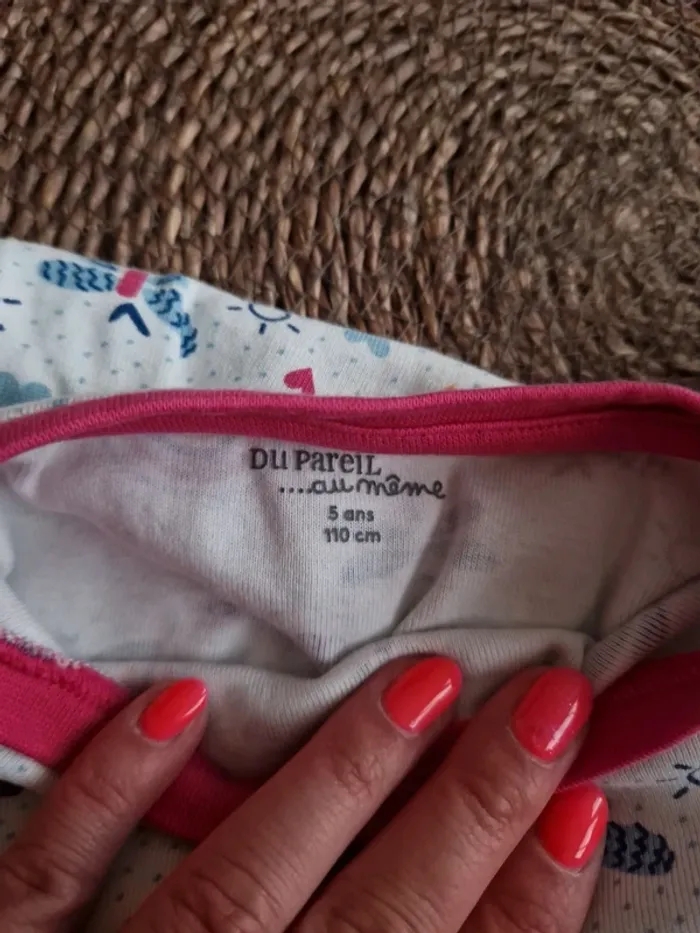 DU PAREIL
....au même
5 ans
110 cm